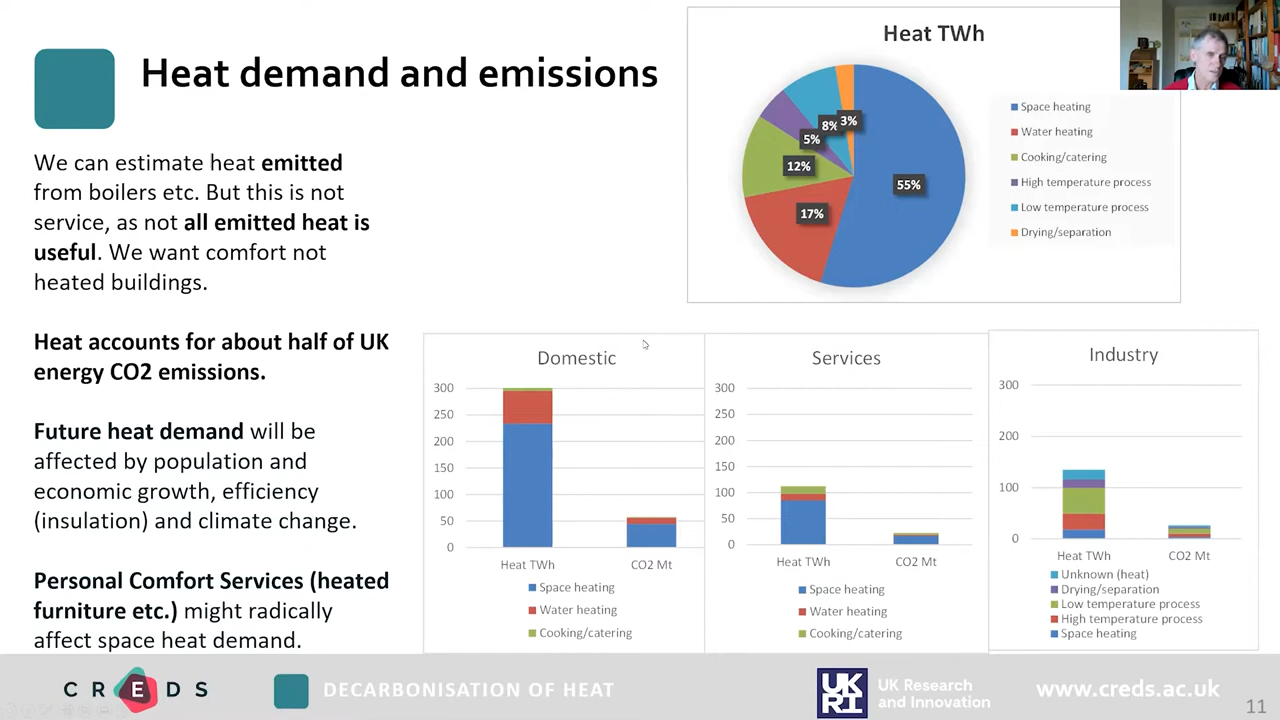 Heat demand and emissions
We can estimate heat emitted
from boilers etc. But this is not
service, as not all emitted heat is
useful. We want comfort not
heated buildings.
Heat accounts for about half of UK
energy CO2 emissions.
Future heat demand will be
affected by population and
economic growth, efficiency
(insulation) and climate change.
Personal Comfort Services (heated
furniture etc.) might radically
affect space heat demand.
Heat TWh
3%
8%
5%
12%
55%
17%
Space heating
Water heating
Cooking/catering
High temperature process
Low temperature process
Drying/separation
Domestic
300
250
200
150
100
50
0
Heat TWh
CO2 Mt
Space heating
Water heating
Cooking/catering
Services
300
250
200
150
100
50
0
Heat TWh
CO2 Mt
Space heating
Water heating
Cooking/catering
Industry
300
200
100
0
Heat TWh
CO2 Mt
Unknown (heat)
Drying/separation
Low temperature process
High temperature process
Space heating
CREDS
DECARBONISATION OF HEAT
UK
RI
UK Research
and Innovation
www.creds.ac.uk
11